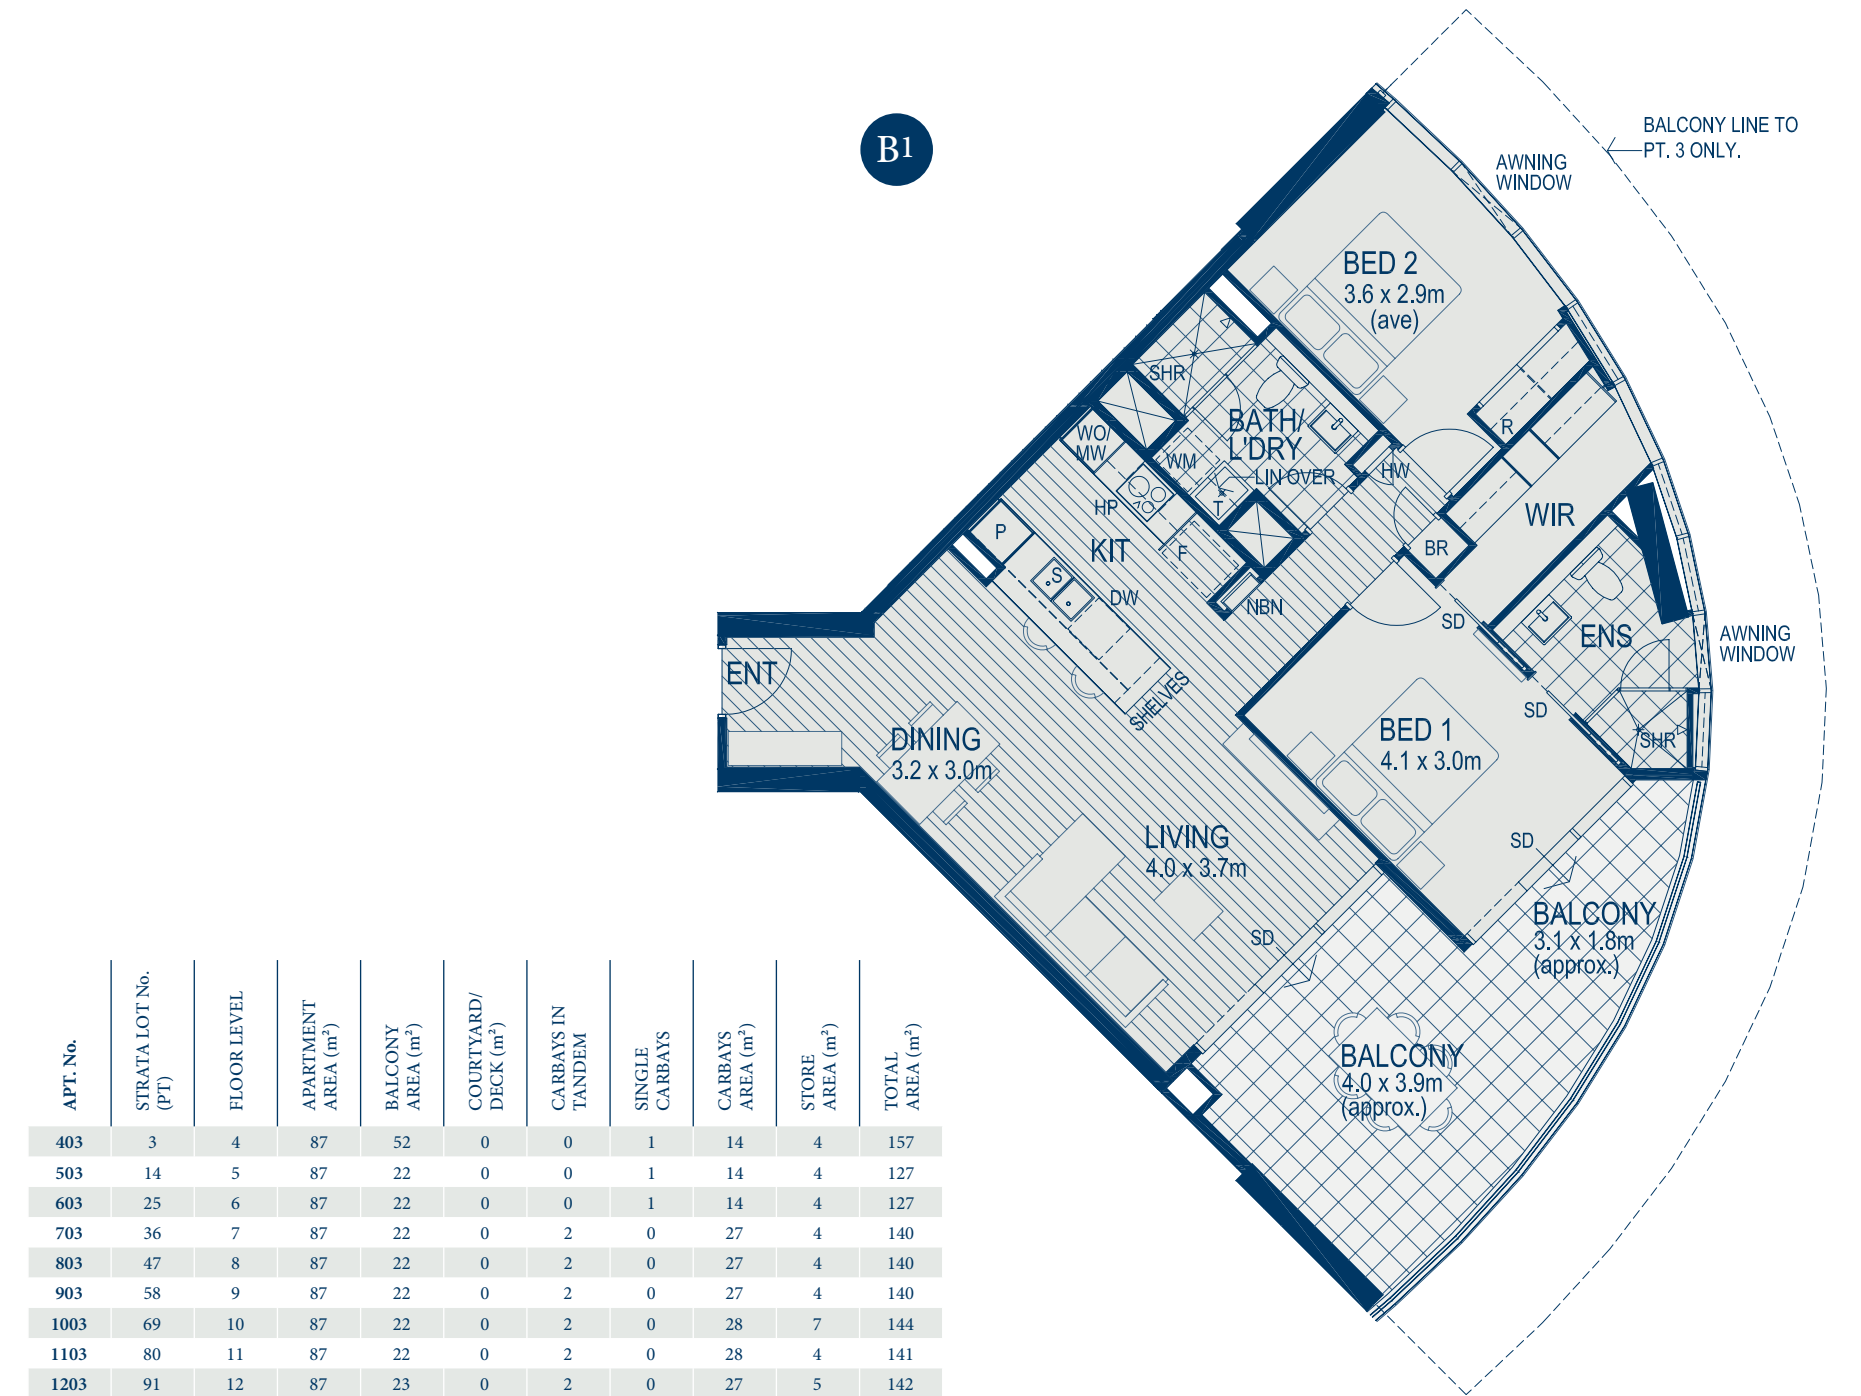 B1
BALCONY LINE TO
PT. 3 ONLY.
AWNING
WINDOW
BED 2
3.6 x 2.9m
(ave)
SHR
BATH/
L'DRY
WO/
MW
WM
LIN OVER
HW
R
T
HP
P
KIT
F
S
DW
NBN
BR
WIR
SD
ENS
AWNING
WINDOW
ENT
SHELVES
SD
SHR
DINING
3.2 x 3.0m
BED 1
4.1 x 3.0m
LIVING
4.0 x 3.7m
SD
SD
BALCONY
3.1 x 1.8m
(approx.)
BALCONY
4.0 x 3.9m
(approx.)
APT. No.
STRATA LOT No.
(PT)
FLOOR LEVEL
APARTMENT
AREA (m²)
BALCONY
AREA (m²)
COURTYARD/
DECK (m²)
CARBAYS IN
TANDEM
SINGLE
CARBAYS
CARBAYS
AREA (m²)
STORE
AREA (m²)
TOTAL
AREA (m²)
403 3 4 87 52 0 0 1 14 4 157
503 14 5 87 22 0 0 1 14 4 127
603 25 6 87 22 0 0 1 14 4 127
703 36 7 87 22 0 2 0 27 4 140
803 47 8 87 22 0 2 0 27 4 140
903 58 9 87 22 0 2 0 27 4 140
1003 69 10 87 22 0 2 0 28 7 144
1103 80 11 87 22 0 2 0 28 4 141
1203 91 12 87 23 0 2 0 27 5 142